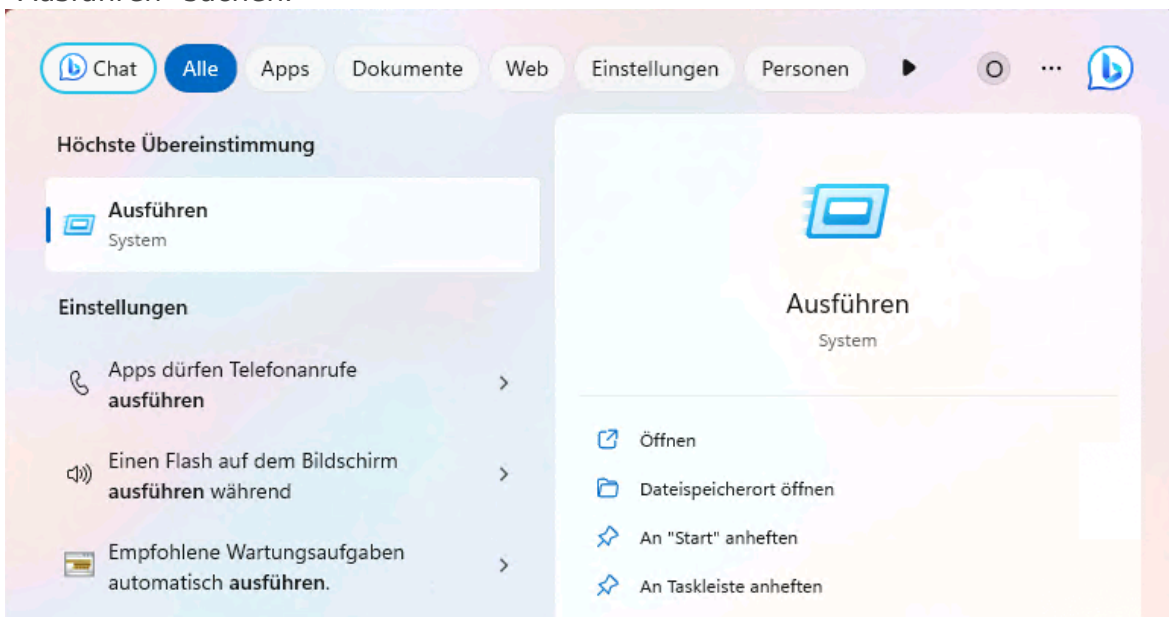 "Ausführen" suchen.
Chat Alle Apps Dokumente Web Einstellungen Personen O ...
Höchste Übereinstimmung
Ausführen
System
Einstellungen
Apps dürfen Telefonanrufe
ausführen
Einen Flash auf dem Bildschirm
ausführen während
Empfohlene Wartungsaufgaben
automatisch ausführen.
Ausführen
System
Öffnen
Dateispeicherort öffnen
An "Start" anheften
An Taskleiste anheften